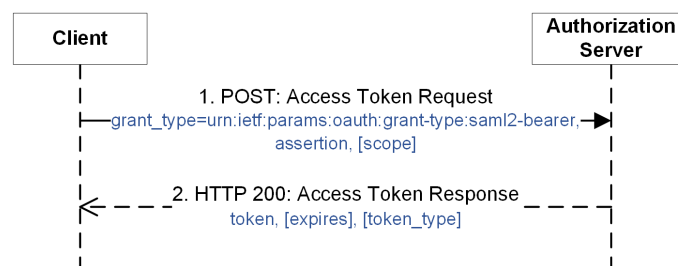 Client
Authorization
Server
1. POST: Access Token Request
grant_type=urn:ietf:params:oauth:grant-type:saml2-bearer,
assertion, [scope]
2. HTTP 200: Access Token Response
token, [expires], [token_type]